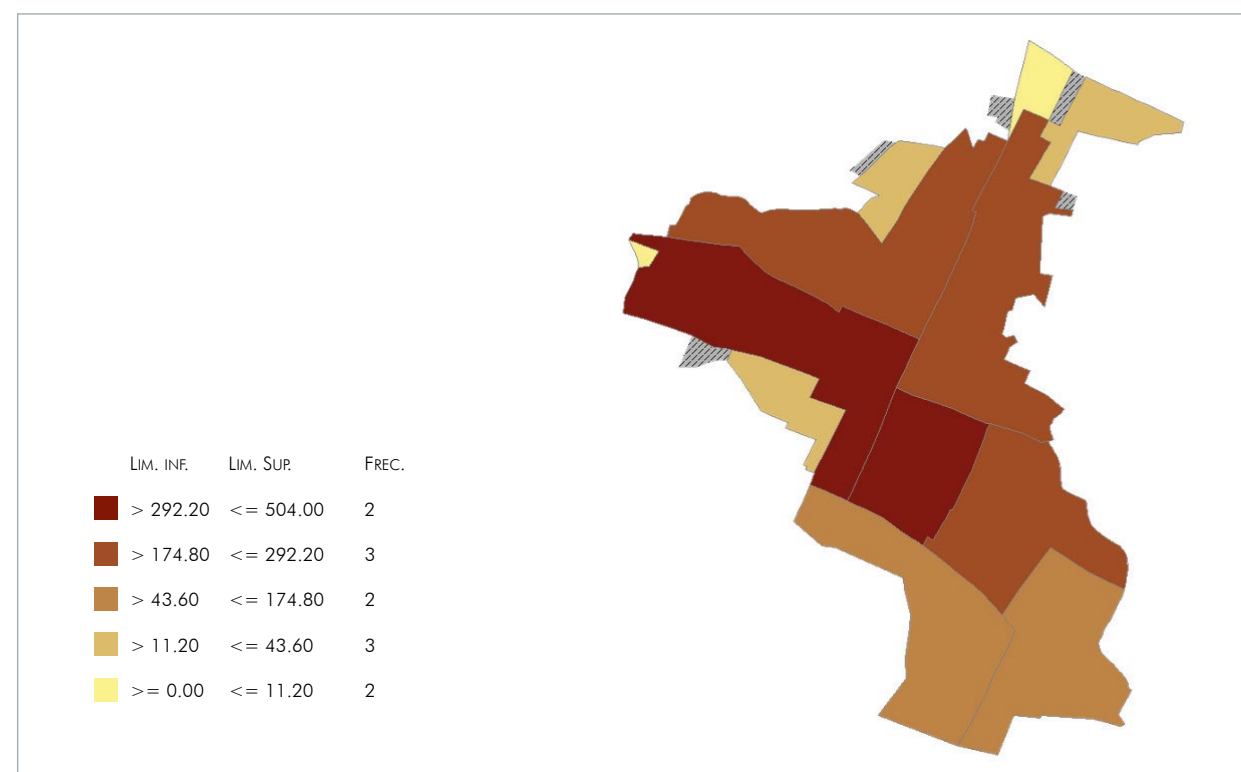 LIM. INF. LIM. SUP. FREC.
> 292.20 <= 504.00 2
> 174.80 <= 292.20 3
> 43.60 <= 174.80 2
> 11.20 <= 43.60 3
>= 0.00 <= 11.20 2